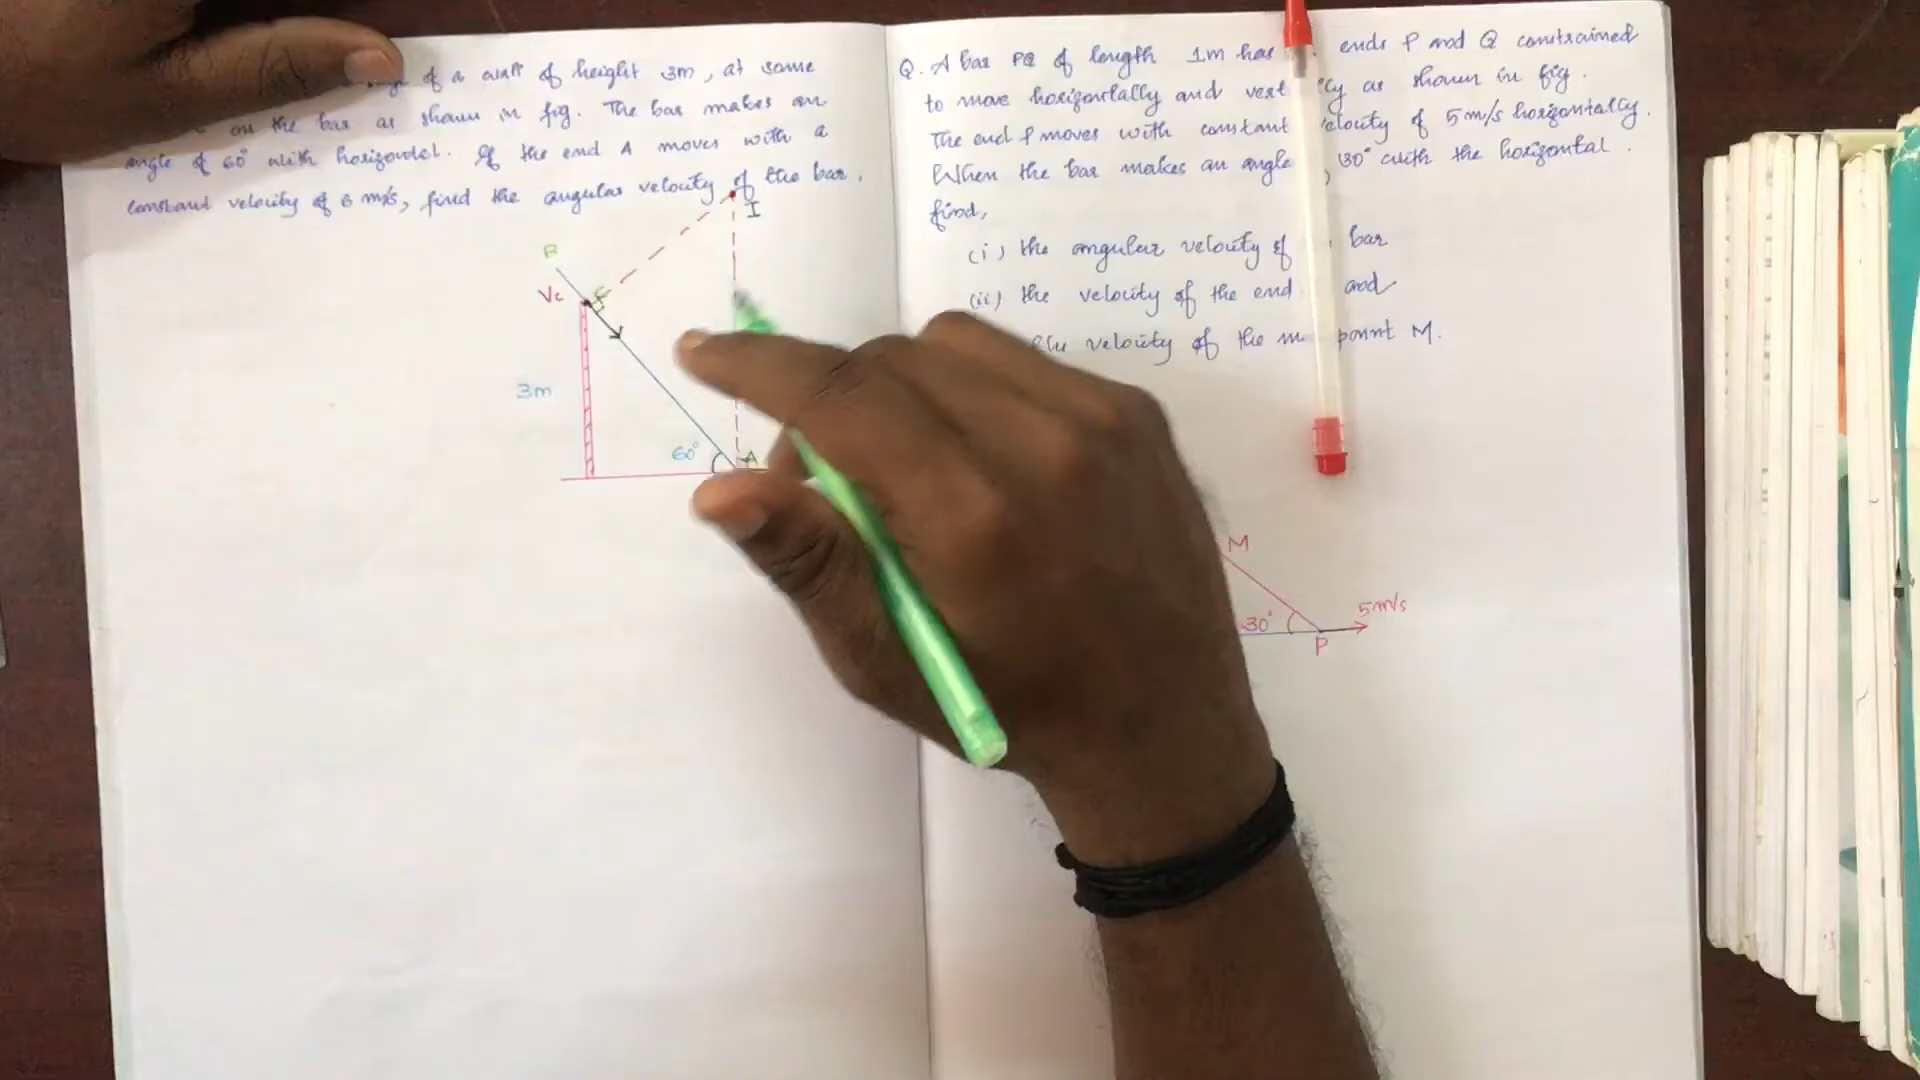 of a wall of height 3m, at some
on the bar as shown in fig. The bar makes an
angle of 60° with horizontal. If the end A moves with a
constant velocity of 6 m/s, find the angular velocity of the bar.
I
B
Vc
C
3m
60°
A
Q. A bar PQ of length 1m has ends P and Q constrained
to move horizontally and vert cly as shown in fig.
The end P moves with constant elocity of 5 m/s horizontally.
When the bar makes an angle 30° with the horizontal.
find,
(i) the angular velocity of bar
(ii) the velocity of the end and
the velocity of the m point M.
M
30°
5m/s
P